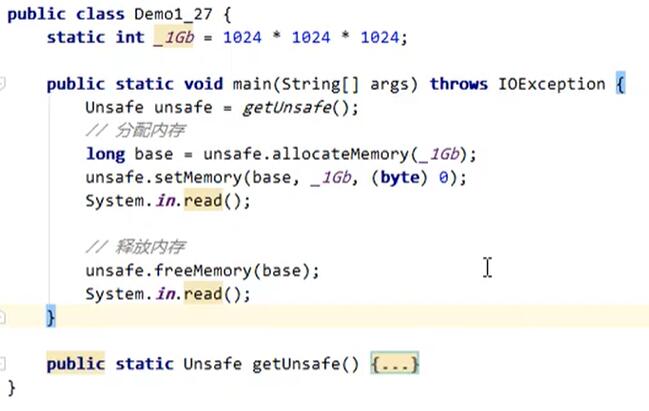 public class Demo1_27 {
static int _1Gb = 1024 * 1024 * 1024;
public static void main(String[] args) throws IOException {
Unsafe unsafe = getUnsafe();
// 分配内存
long base = unsafe.allocateMemory(_1Gb);
unsafe.setMemory(base, _1Gb, (byte) 0);
System.in.read();
// 释放内存
unsafe.freeMemory(base);
System.in.read();
}
public static Unsafe getUnsafe() {...}
}